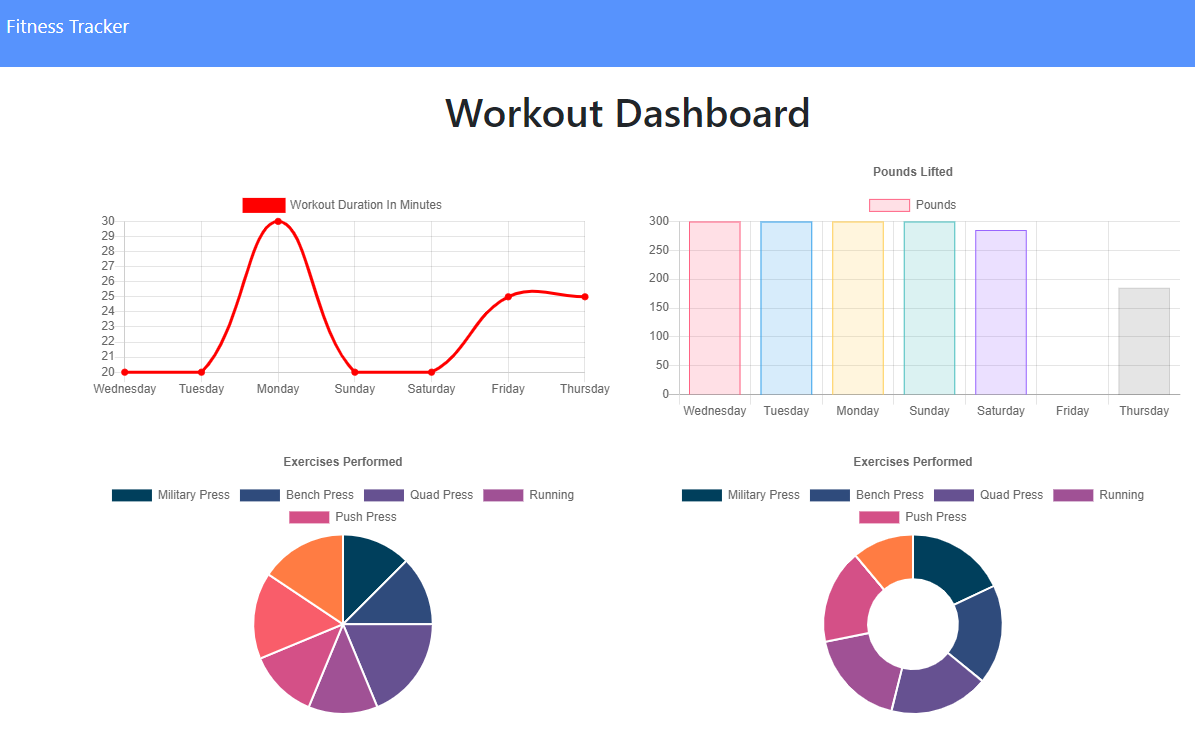 Fitness Tracker
Workout Dashboard
Workout Duration In Minutes
30
29
28
27
26
25
24
23
22
21
20
Wednesday Tuesday Monday Sunday Saturday Friday Thursday
Pounds Lifted
Pounds
300
250
200
150
100
50
0
Wednesday Tuesday Monday Sunday Saturday Friday Thursday
Exercises Performed
Military Press Bench Press Quad Press Running
Push Press
Exercises Performed
Military Press Bench Press Quad Press Running
Push Press